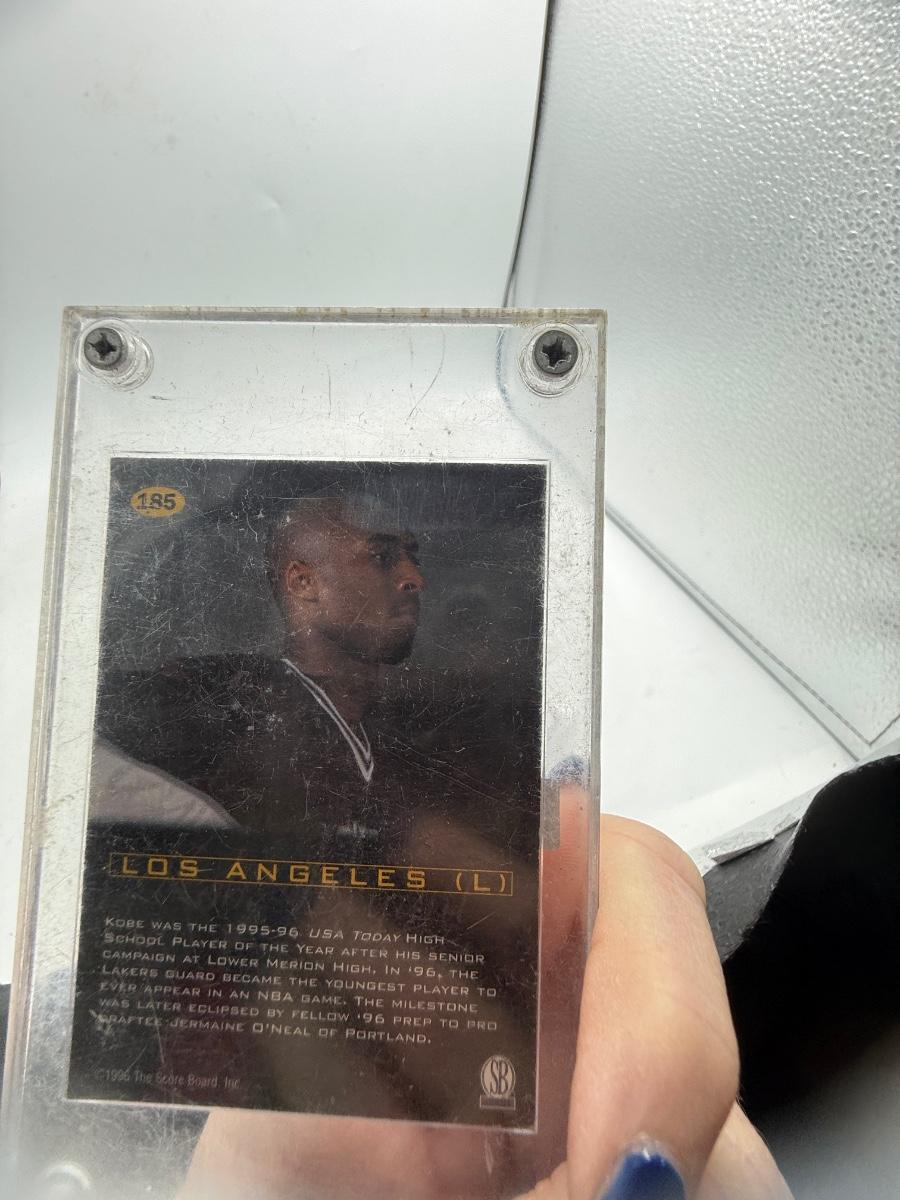 185
LOS ANGELES (L)
KOBE WAS THE 1995-96 USA TODAY HIGH
SCHOOL PLAYER OF THE YEAR AFTER HIS SENIOR
CAMPAIGN AT LOWER MERION HIGH. IN '96, THE
LAKERS GUARD BECAME THE YOUNGEST PLAYER TO
EVER APPEAR IN AN NBA GAME. THE MILESTONE
WAS LATER ECLIPSED BY FELLOW '96 PREP TO PRO
DRAFTEE JERMAINE O'NEAL OF PORTLAND.
©1996 The Score Board, Inc.
SB